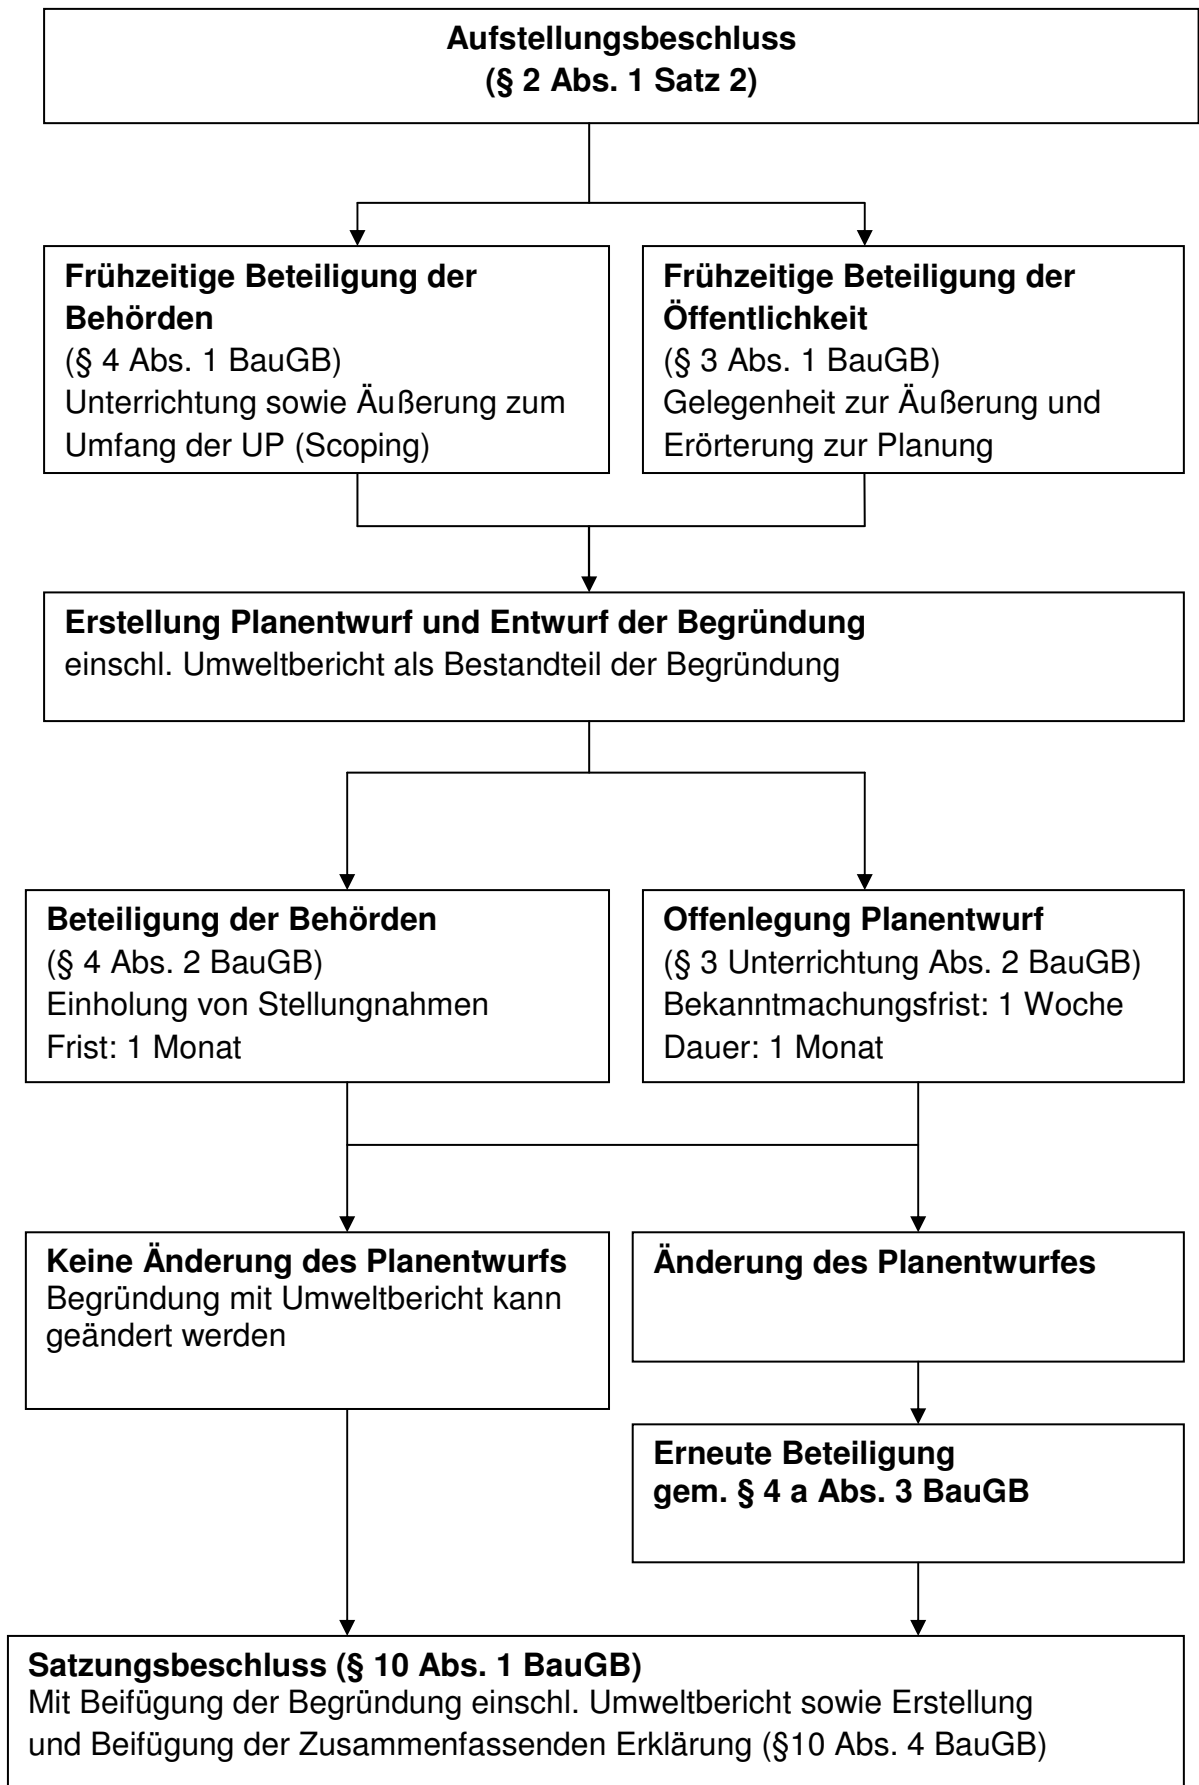 Aufstellungsbeschluss
(§ 2 Abs. 1 Satz 2)
Frühzeitige Beteiligung der
Behörden
(§ 4 Abs. 1 BauGB)
Unterrichtung sowie Äußerung zum
Umfang der UP (Scoping)
Frühzeitige Beteiligung der
Öffentlichkeit
(§ 3 Abs. 1 BauGB)
Gelegenheit zur Äußerung und
Erörterung zur Planung
Erstellung Planentwurf und Entwurf der Begründung
einschl. Umweltbericht als Bestandteil der Begründung
Beteiligung der Behörden
(§ 4 Abs. 2 BauGB)
Einholung von Stellungnahmen
Frist: 1 Monat
Offenlegung Planentwurf
(§ 3 Unterrichtung Abs. 2 BauGB)
Bekanntmachungsfrist: 1 Woche
Dauer: 1 Monat
Keine Änderung des Planentwurfs
Begründung mit Umweltbericht kann
geändert werden
Änderung des Planentwurfes
Erneute Beteiligung
gem. § 4 a Abs. 3 BauGB
Satzungsbeschluss (§ 10 Abs. 1 BauGB)
Mit Beifügung der Begründung einschl. Umweltbericht sowie Erstellung
und Beifügung der Zusammenfassenden Erklärung (§10 Abs. 4 BauGB)